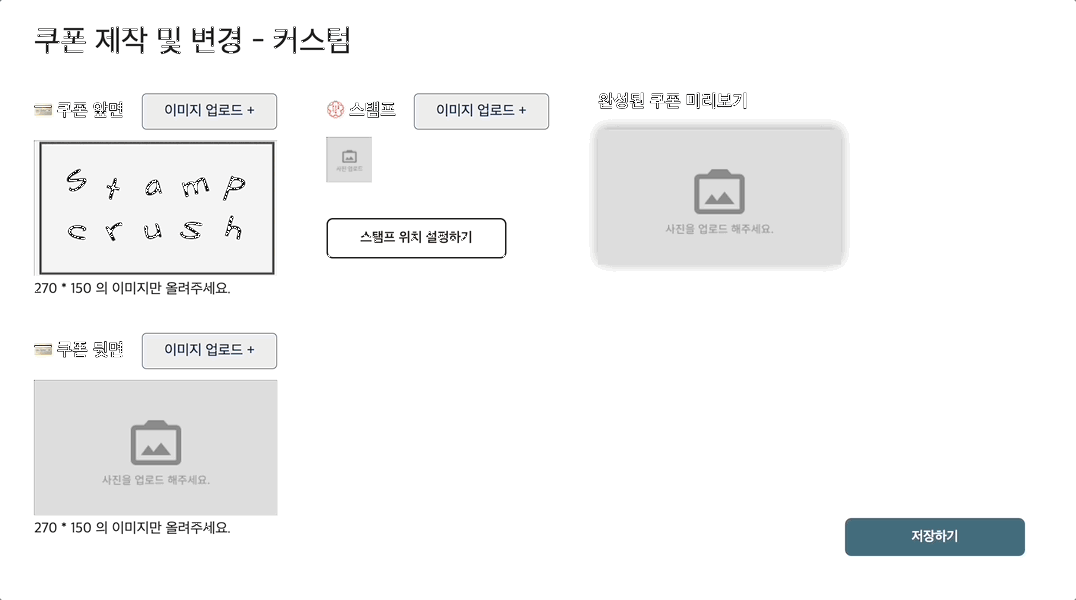 쿠폰 제작 및 변경 - 커스텀
쿠폰 앞면
이미지 업로드 +
stamp
crush
270 * 150 의 이미지만 올려주세요.
쿠폰 뒷면
이미지 업로드 +
사진을 업로드 해주세요.
270 * 150 의 이미지만 올려주세요.
스탬프
이미지 업로드 +
사진 업로드
스탬프 위치 설정하기
완성된 쿠폰 미리보기
사진을 업로드 해주세요.
저장하기